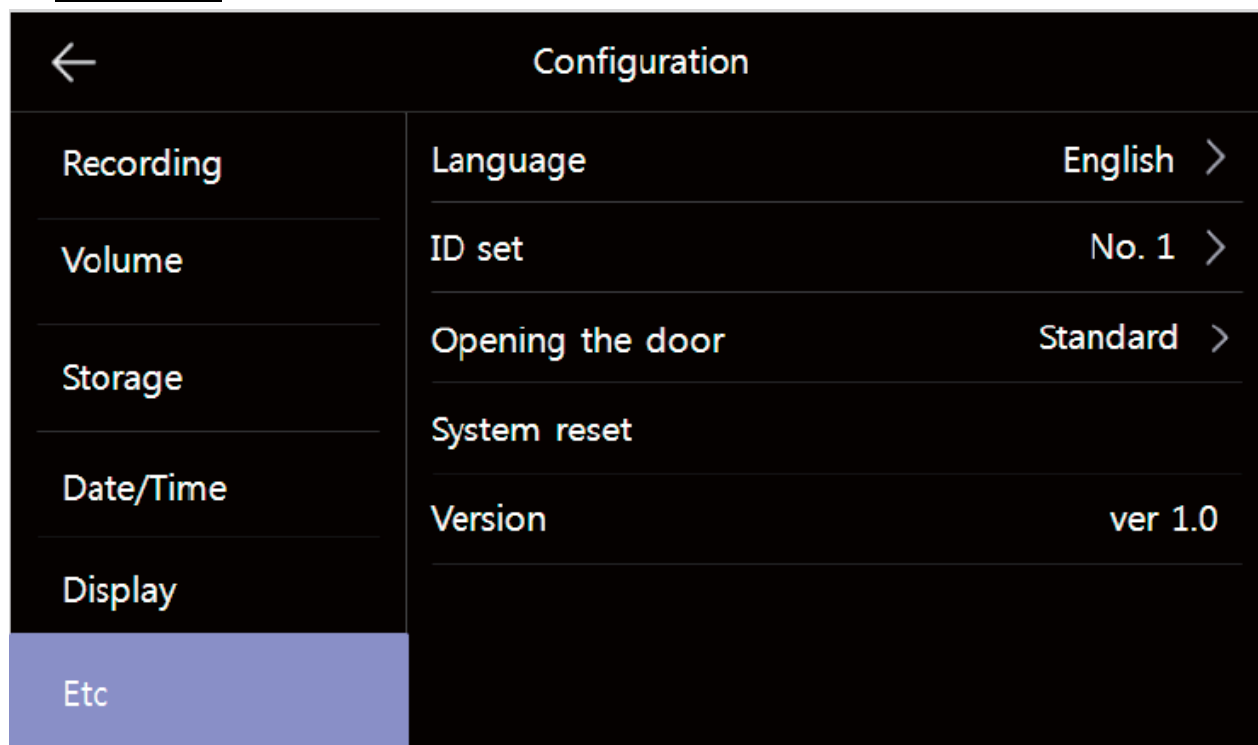 Configuration
Recording
Volume
Storage
Date/Time
Display
Etc
Language English
ID set No. 1
Opening the door Standard
System reset
Version ver 1.0